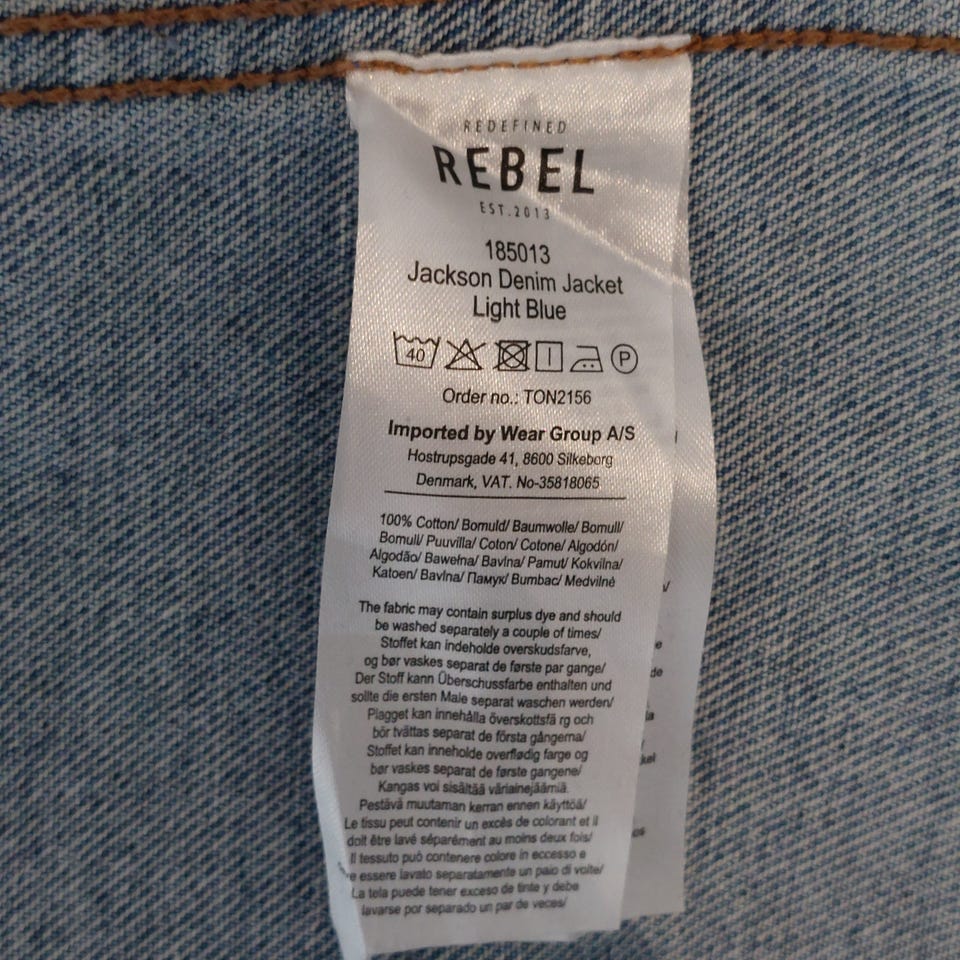 REDEFINED
REBEL
EST.2013
185013
Jackson Denim Jacket
Light Blue
40 P
Order no.: TON2156
Imported by Wear Group A/S
Hostrupsgade 41, 8600 Silkeborg
Denmark, VAT. No-35818065
100% Cotton/ Bomuld/ Baumwolle/ Bomull/
Bomull/ Puuvilla/ Coton/ Cotone/ Algodón/
Algodão/ Bawełna/ Bavlna/ Pamut/ Kokvilna/
Katoen/ Bavlna/ Памук/ Bumbac/ Medvilnė
The fabric may contain surplus dye and should
be washed separately a couple of times/
Stoffet kan indeholde overskudsfarve,
og bør vaskes separat de første par gange/
Der Stoff kann Überschussfarbe enthalten und
sollte die ersten Male separat waschen werden/
Plagget kan innehålla överskottsfä rg och
bör tvättas separat de första gångerna/
Stoffet kan inneholde overflødig farge og
bør vaskes separat de første gangene/
Kangas voi sisältää väriainejäämiä.
Pestävä muutaman kerran ennen käyttöä/
Le tissu peut contenir un excès de colorant et il
doit être lavé séparément au moins deux fois/
Il tessuto può contenere colore in eccesso e
e essere lavato separatamente un paio di volte/
La tela puede tener exceso de tinte y debe
lavarse por separado un par de veces/